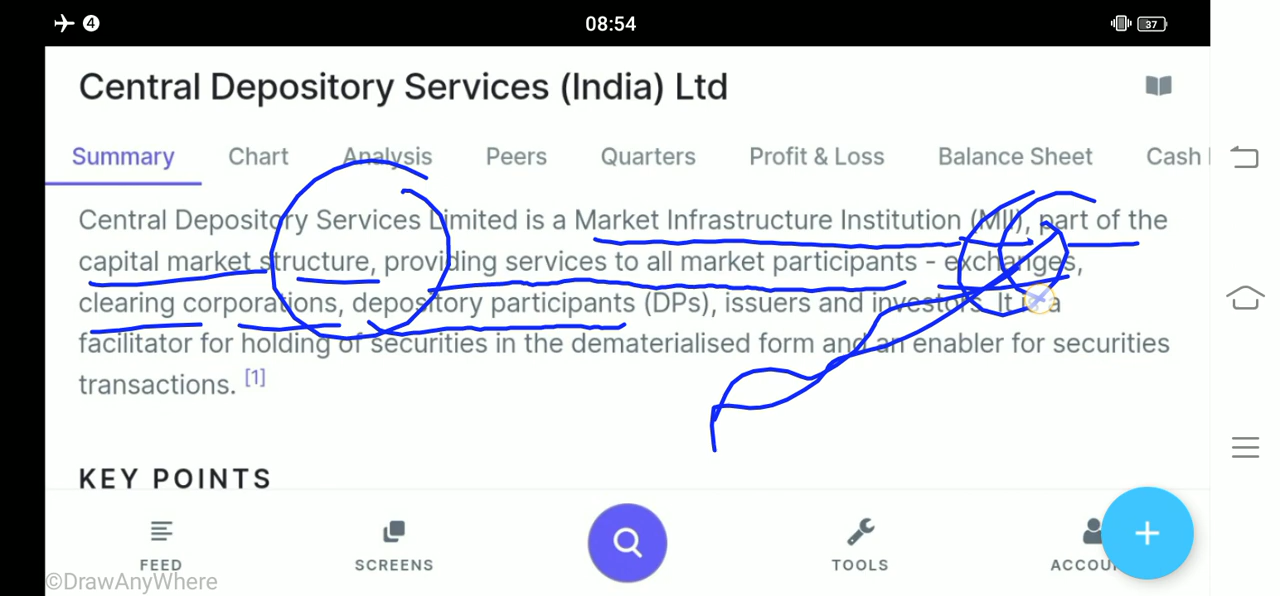 4 08:54 37
Central Depository Services (India) Ltd
Summary Chart Analysis Peers Quarters Profit & Loss Balance Sheet Cash
Central Depository Services Limited is a Market Infrastructure Institution (MII), part of the
capital market structure, providing services to all market participants - exchanges,
clearing corporations, depository participants (DPs), issuers and investors. It is a
facilitator for holding of securities in the dematerialised form and an enabler for securities
transactions. [1]
KEY POINTS
FEED SCREENS TOOLS ACCOU
©DrawAnyWhere